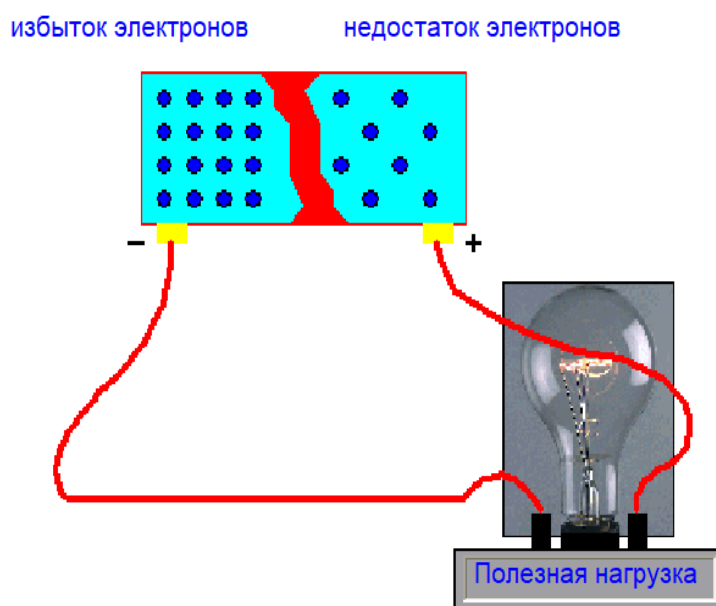 избыток электронов
недостаток электронов
– +
Полезная нагрузка